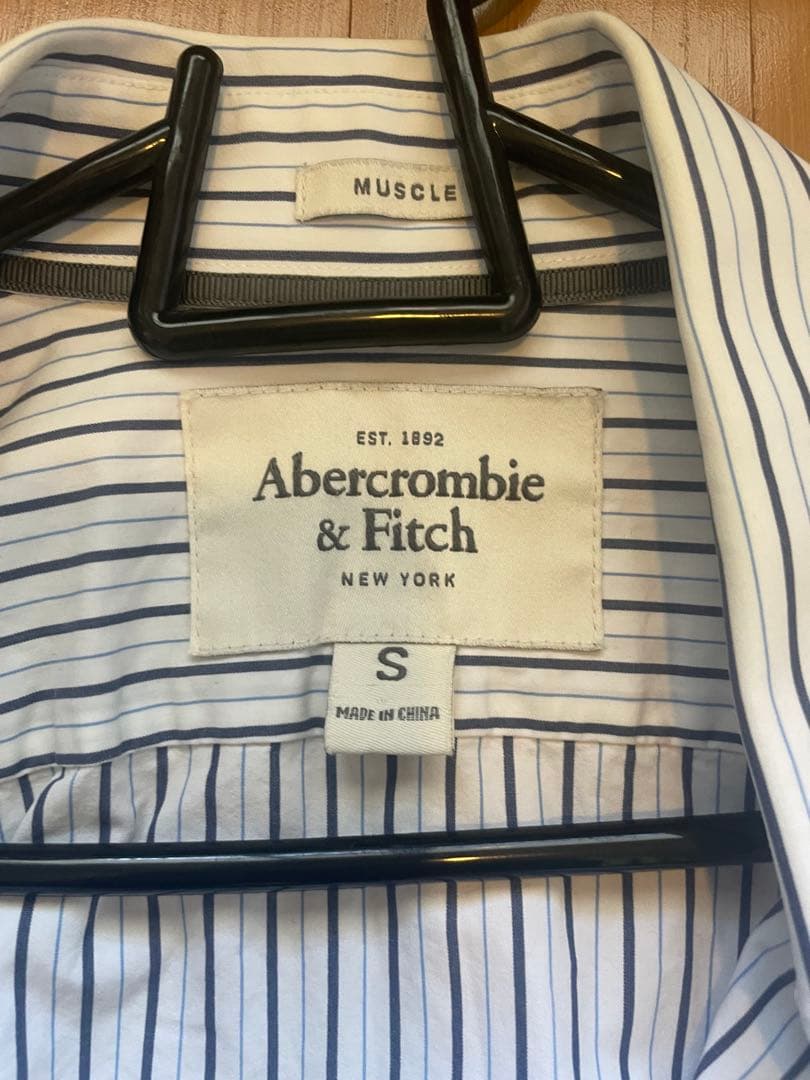 MUSCLE
EST. 1892
Abercrombie
& Fitch
NEW YORK
S
MADE IN CHINA